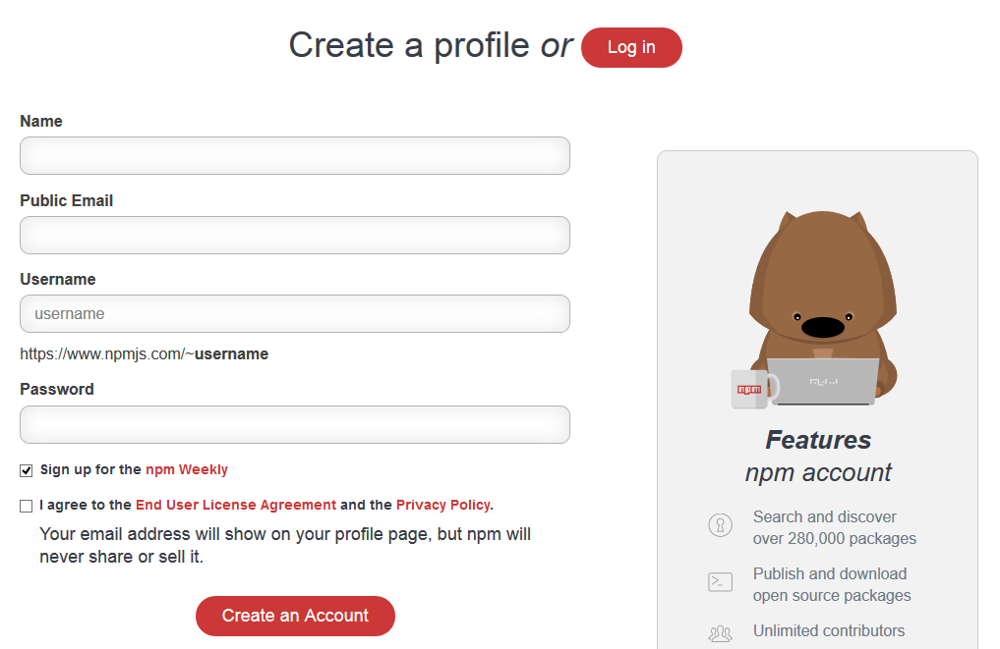 Create a profile or Log in
Name
Public Email
Username
username
https://www.npmjs.com/~username
Password
Sign up for the npm Weekly
I agree to the End User License Agreement and the Privacy Policy.
Your email address will show on your profile page, but npm will
never share or sell it.
Create an Account
npm
npm
Features
npm account
Search and discover
over 280,000 packages
Publish and download
open source packages
Unlimited contributors